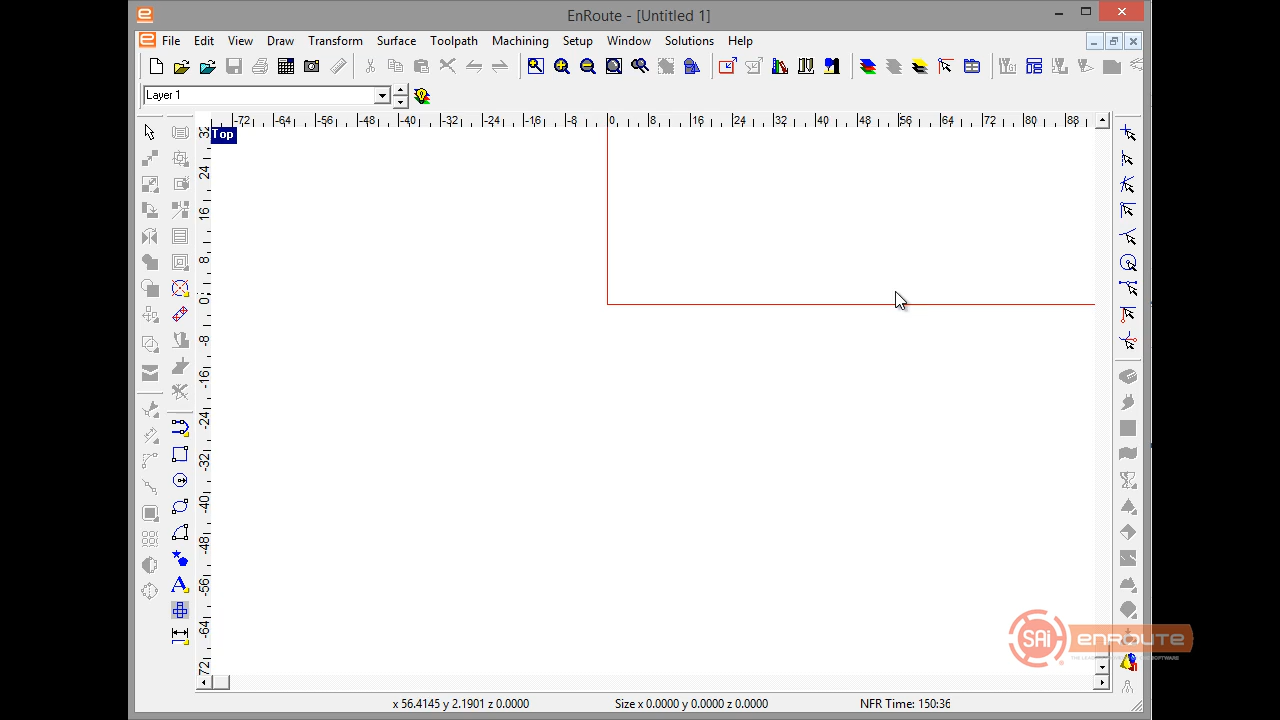 EnRoute - [Untitled 1]
File Edit View Draw Transform Surface Toolpath Machining Setup Window Solutions Help
Layer 1
-72 -64 -56 -48 -40 -32 -24 -16 -8 0 8 16 24 32 40 48 56 64 72 80 88
Top
32
24
16
8
0
-8
-16
-24
-32
-40
-48
-56
-64
-72
SAi ENROUTE
x 56.4145 y 2.1901 z 0.0000 Size x 0.0000 y 0.0000 z 0.0000 NFR Time: 150:36